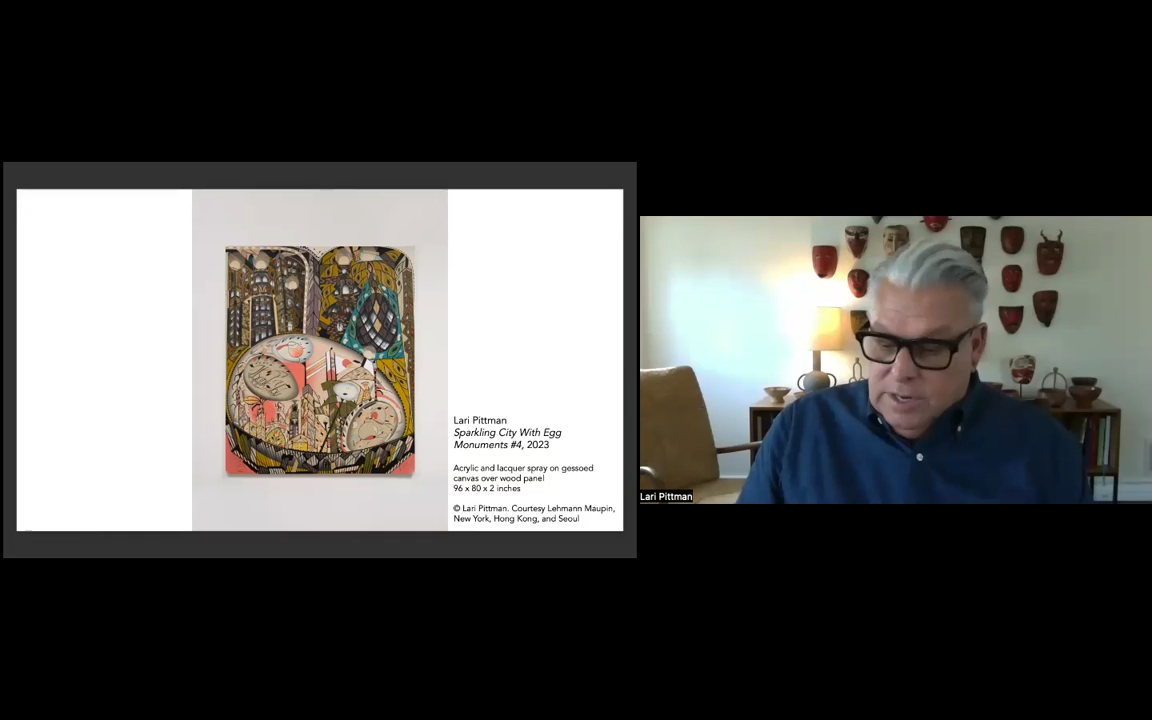 Lari Pittman
Sparkling City With Egg
Monuments #4, 2023
Acrylic and lacquer spray on gessoed
canvas over wood panel
96 x 80 x 2 inches
© Lari Pittman. Courtesy Lehmann Maupin,
New York, Hong Kong, and Seoul
Lari Pittman